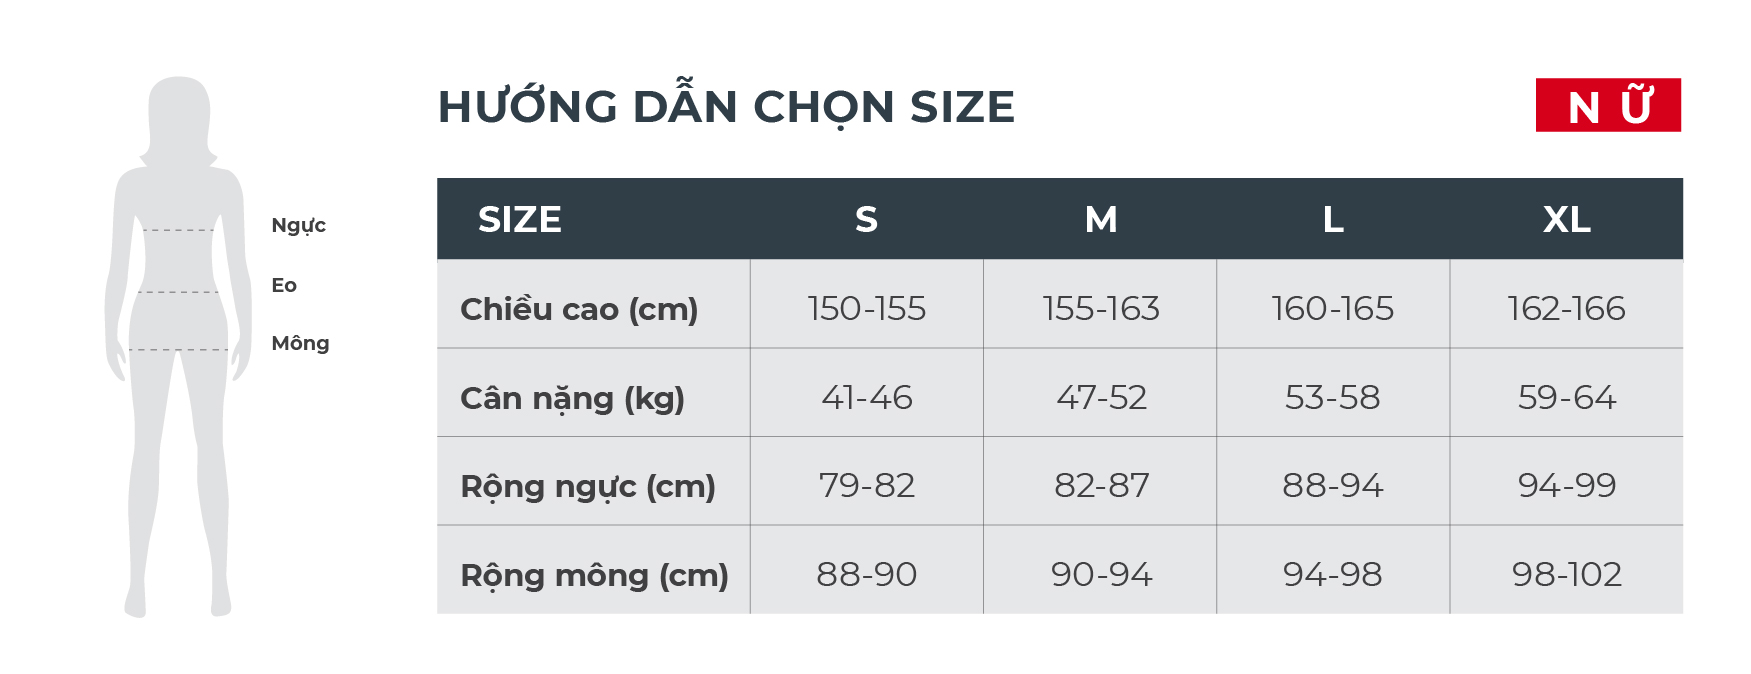 HƯỚNG DẪN CHỌN SIZE
NỮ
Ngực
Eo
Mông
SIZE S M L XL
Chiều cao (cm) 150-155 155-163 160-165 162-166
Cân nặng (kg) 41-46 47-52 53-58 59-64
Rộng ngực (cm) 79-82 82-87 88-94 94-99
Rộng mông (cm) 88-90 90-94 94-98 98-102